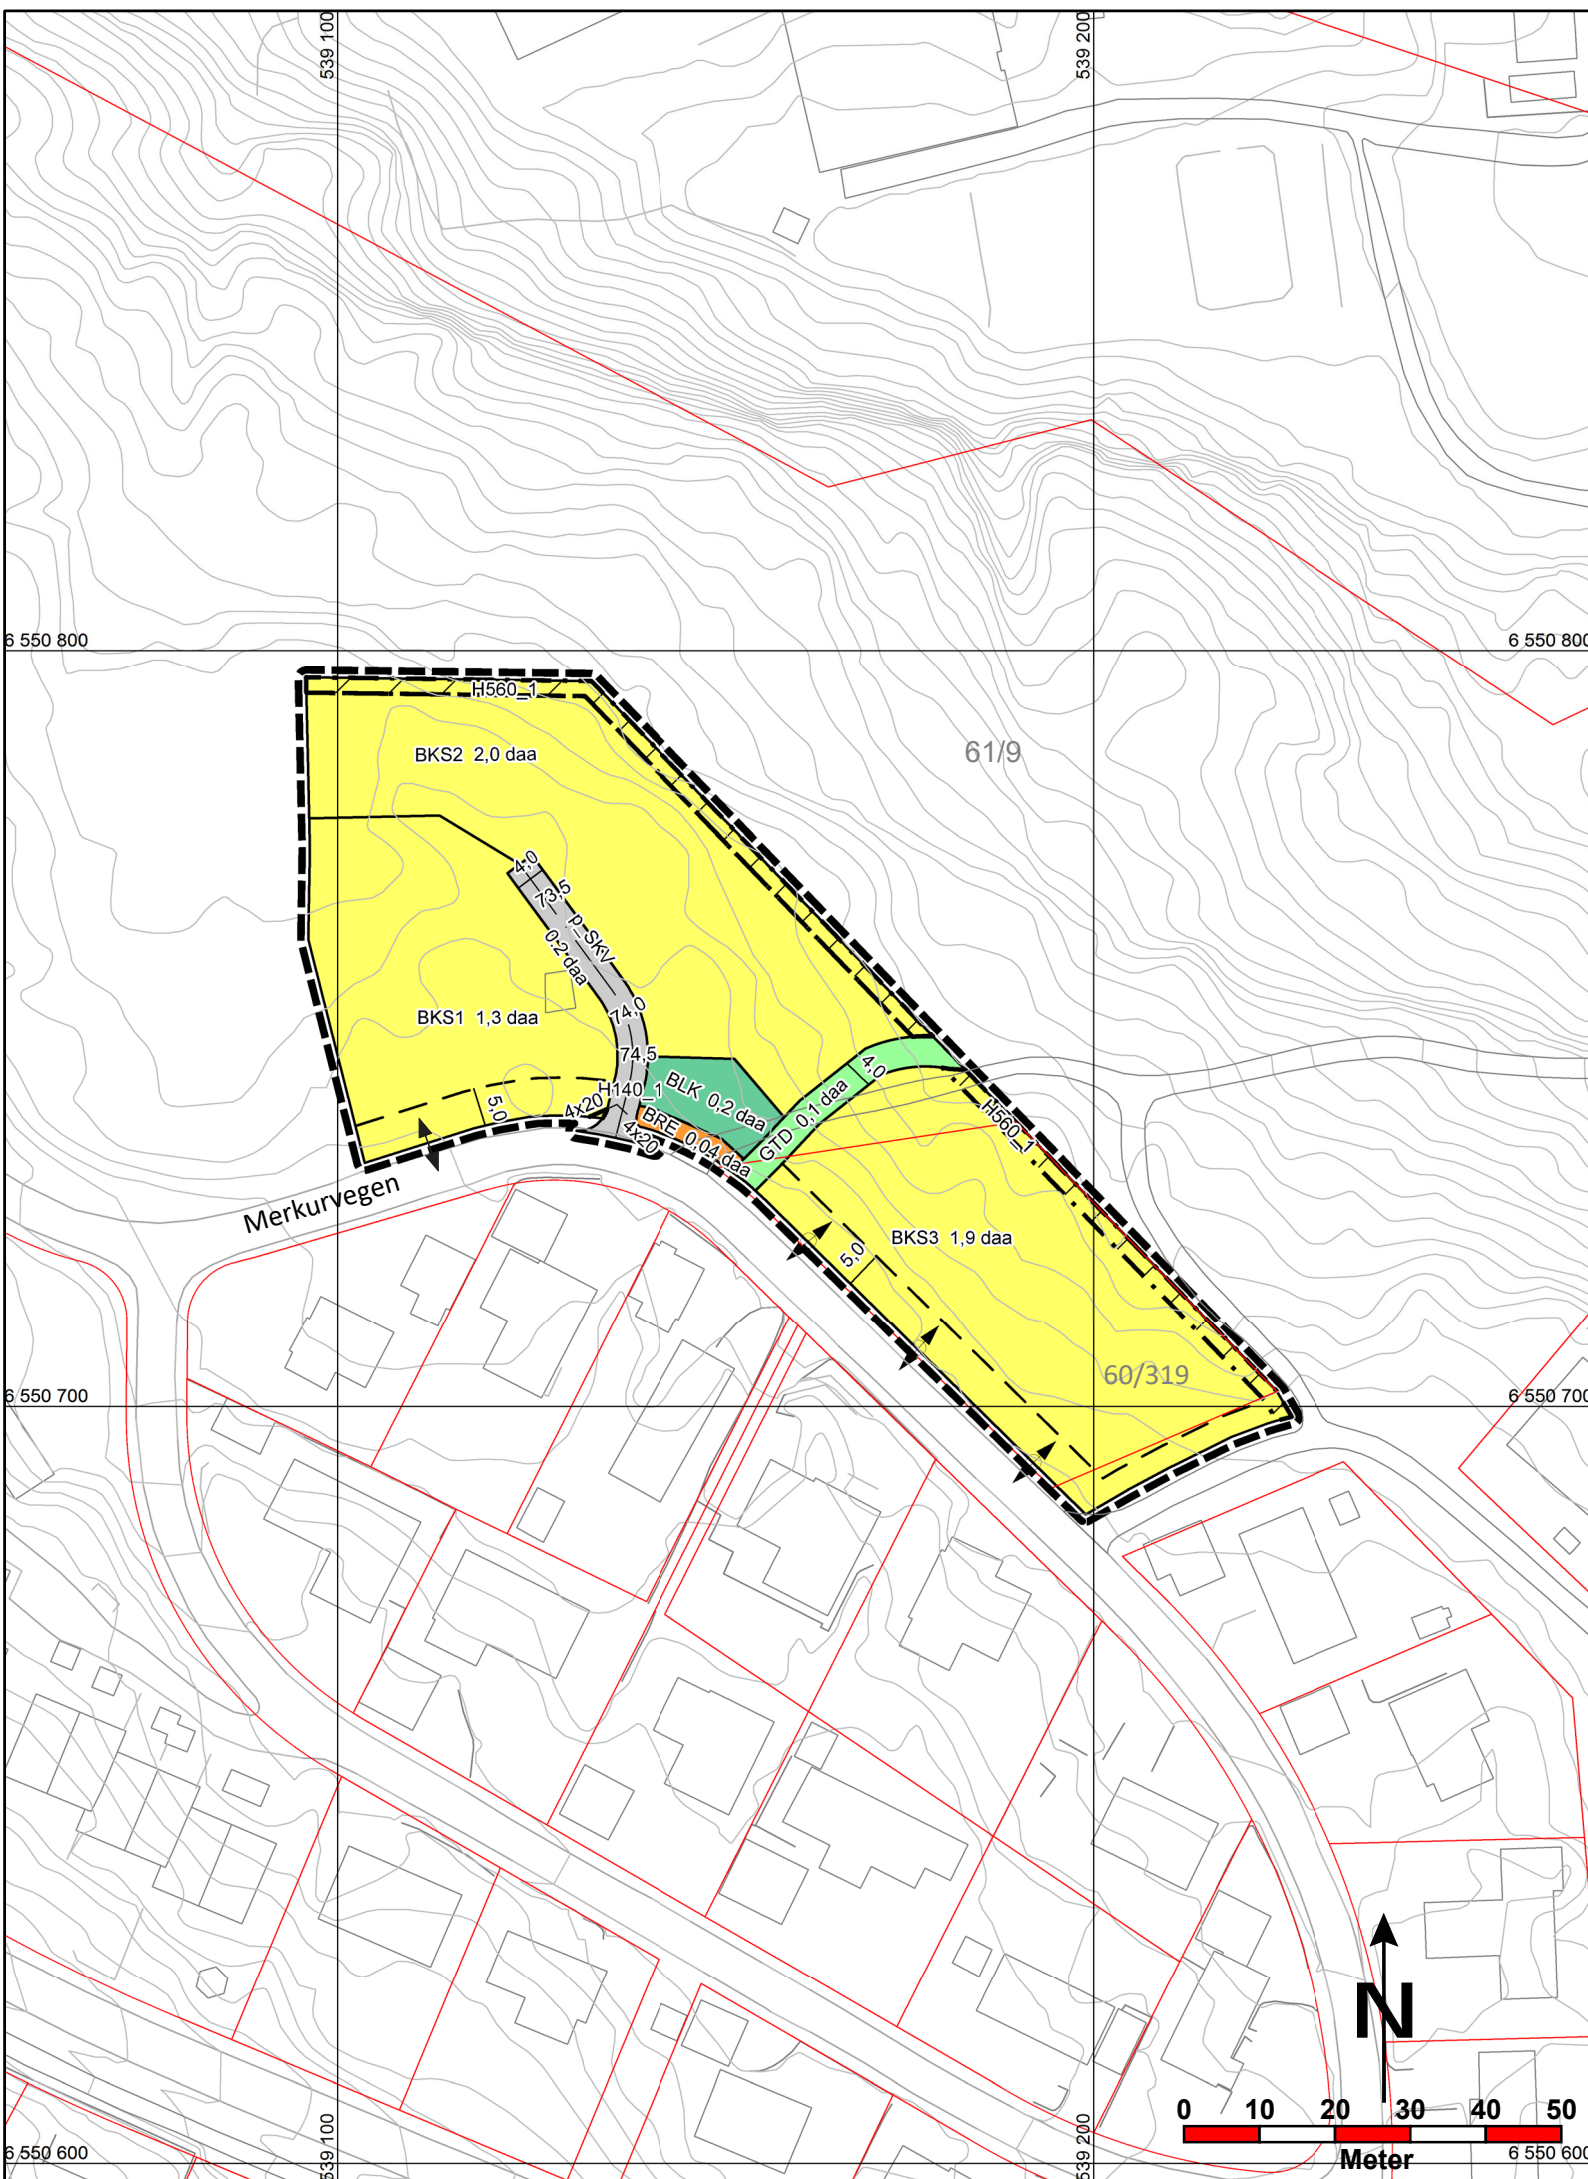 539 100
539 200
6 550 800
6 550 800
H560_1
61/9
BKS2 2,0 daa
4,0
73,5
p_SKV
0.2 daa
74,0
BKS1 1,3 daa
74,5
4,0
BLK 0,2 daa
H140_1
5,0
4x20
4x20
BRE 0,04 daa
GTD 0,1 daa
H560_1
Merkurvegen
BKS3 1,9 daa
5,0
60/319
6 550 700
6 550 700
N
0 10 20 30 40 50
Meter
539 100
539 200
6 550 600
6 550 600